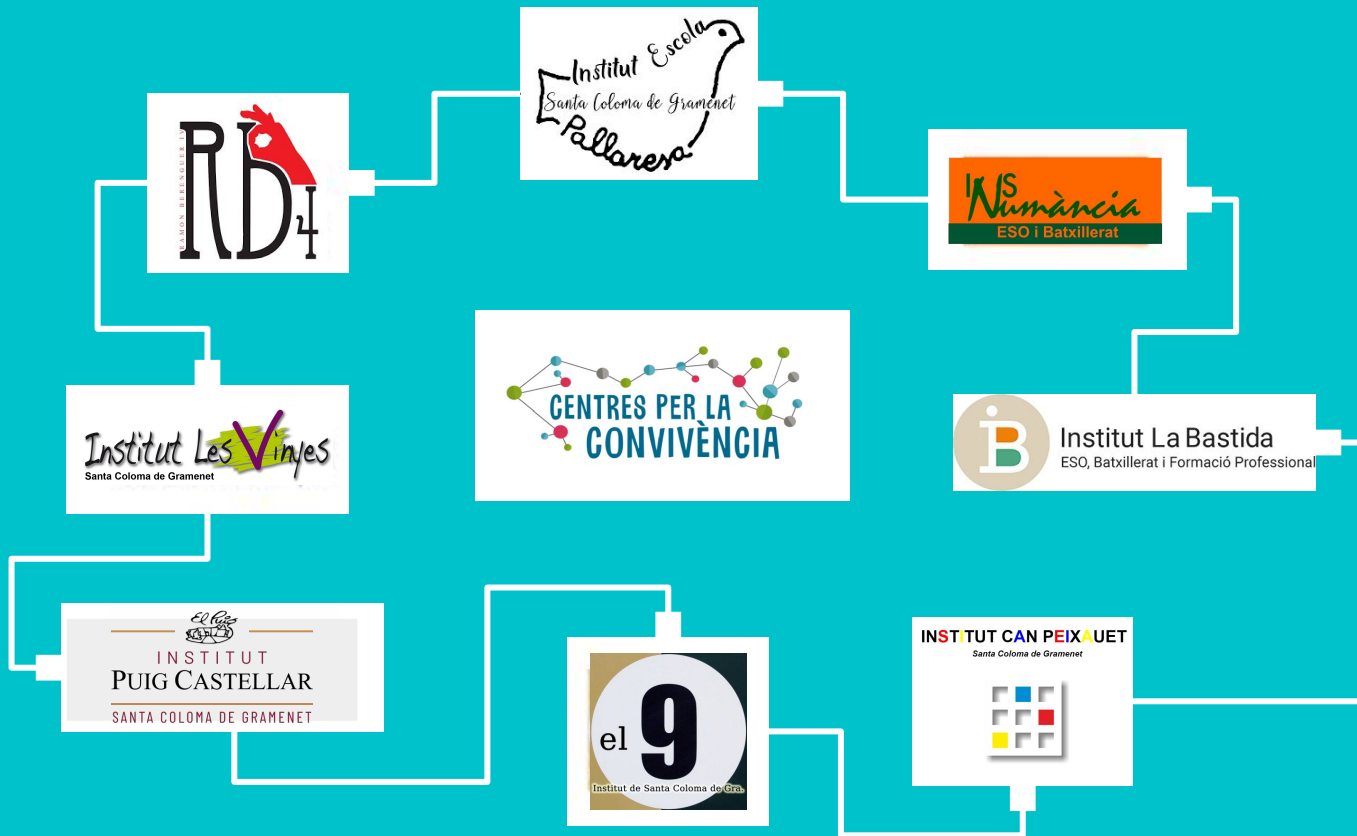 Institut Escola
Santa Coloma de Gramenet
Pallaresa
RAMON BERENGUER IV
RB4
INS
Numància
ESO i Batxillerat
CENTRES PER LA
CONVIVÈNCIA
Institut Les Vinyes
Santa Coloma de Gramenet
iB
Institut La Bastida
ESO, Batxillerat i Formació Professional
El Puig
INSTITUT
PUIG CASTELLAR
SANTA COLOMA DE GRAMENET
el 9
Institut de Santa Coloma de Gra.
INSTITUT CAN PEIXAUET
Santa Coloma de Gramenet